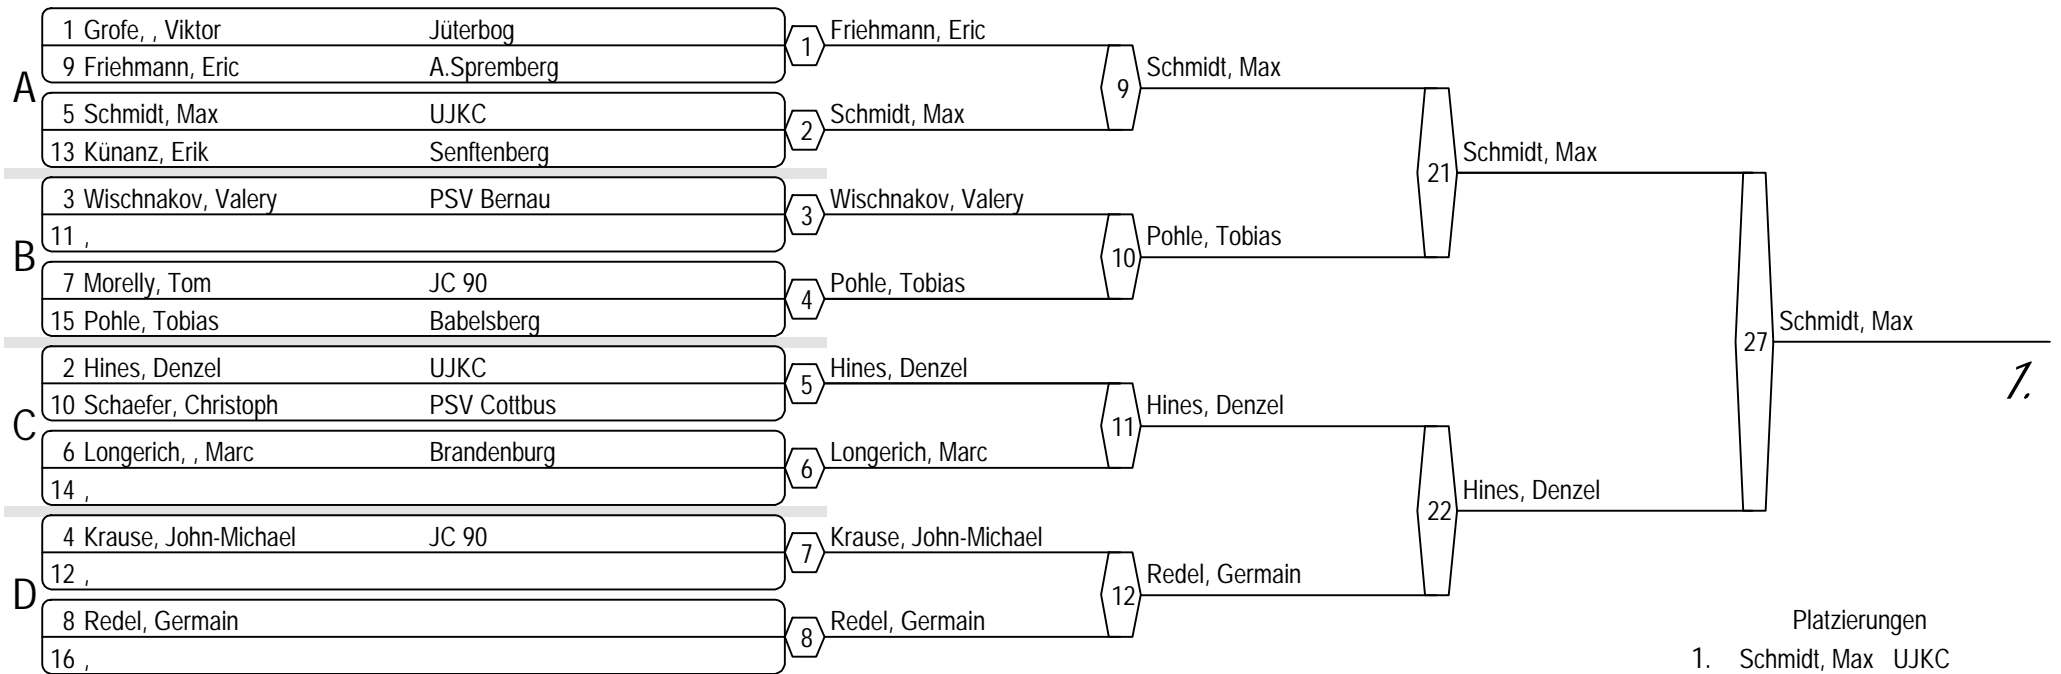 1 Grofe, , Viktor Jüterbog
1 Friehmann, Eric
9 Friehmann, Eric A.Spremberg
A
9 Schmidt, Max
5 Schmidt, Max UJKC
2 Schmidt, Max
13 Künanz, Erik Senftenberg
21 Schmidt, Max
3 Wischnakov, Valery PSV Bernau
3 Wischnakov, Valery
11 ,
B
10 Pohle, Tobias
7 Morelly, Tom JC 90
4 Pohle, Tobias
15 Pohle, Tobias Babelsberg
27 Schmidt, Max
1.
2 Hines, Denzel UJKC
5 Hines, Denzel
10 Schaefer, Christoph PSV Cottbus
C
11 Hines, Denzel
6 Longerich, , Marc Brandenburg
6 Longerich, Marc
14 ,
22 Hines, Denzel
4 Krause, John-Michael JC 90
7 Krause, John-Michael
12 ,
D
12 Redel, Germain
8 Redel, Germain
8 Redel, Germain
16 ,
Platzierungen
1. Schmidt, Max UJKC